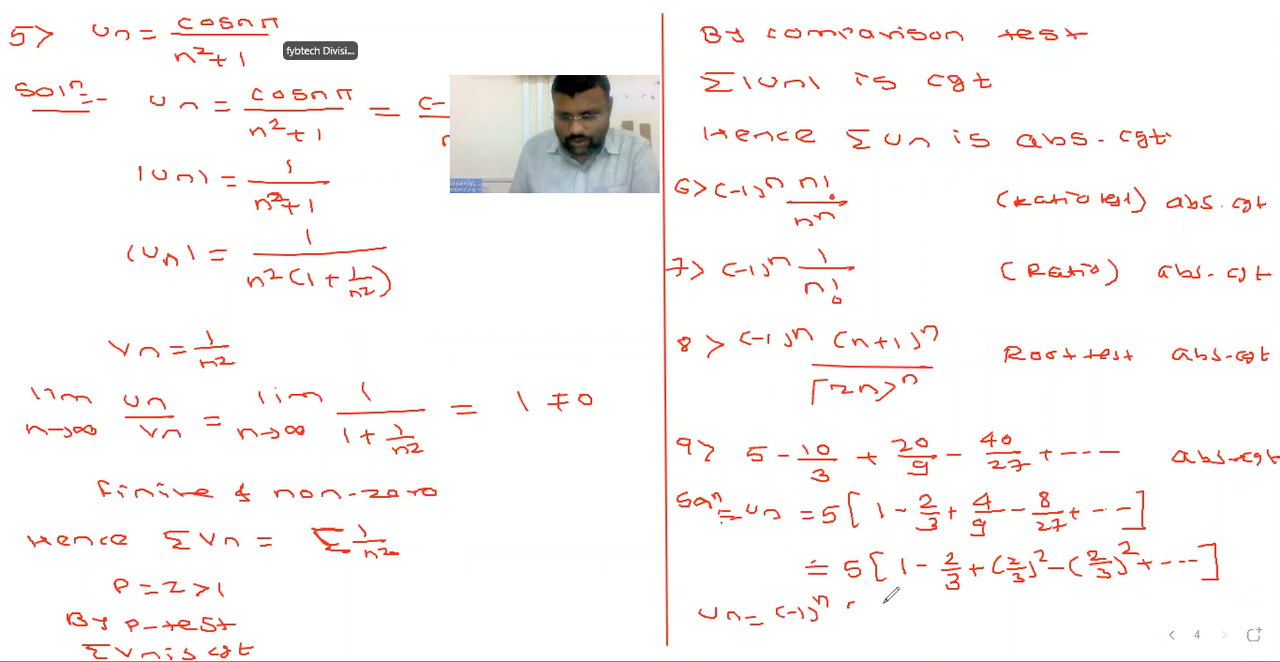 5> un = cosnπ / n²+1
fybtech Divisi...
Solⁿ:- un = cosnπ / n²+1 = (-
|un| = 1 / n²+1
|un| = 1 / n²(1+1/n²)
vn = 1/n²
lim n→∞ un/vn = lim n→∞ 1 / 1+1/n² = 1 ≠ 0
finite & non-zero
Hence Σvn = Σ1/n²
P=2>1
By p-test
Σvn is cgt
By comparison test
Σ|un| is cgt
Hence Σun is abs.cgt
6> (-1)ⁿ n!/nⁿ (Ratio test) abs.cgt
7> (-1)ⁿ 1/n! (Ratio) abs.cgt
8> (-1)ⁿ (n+1)ⁿ / [2n)ⁿ Root test abs.cgt
9> 5 - 10/3 + 20/9 - 40/27 + ---- abs.cgt
Solⁿ:- un = 5[1 - 2/3 + 4/9 - 8/27 + ---]
= 5[1 - 2/3 + (2/3)² - (2/3)² + ---]
un = (-1)ⁿ
4